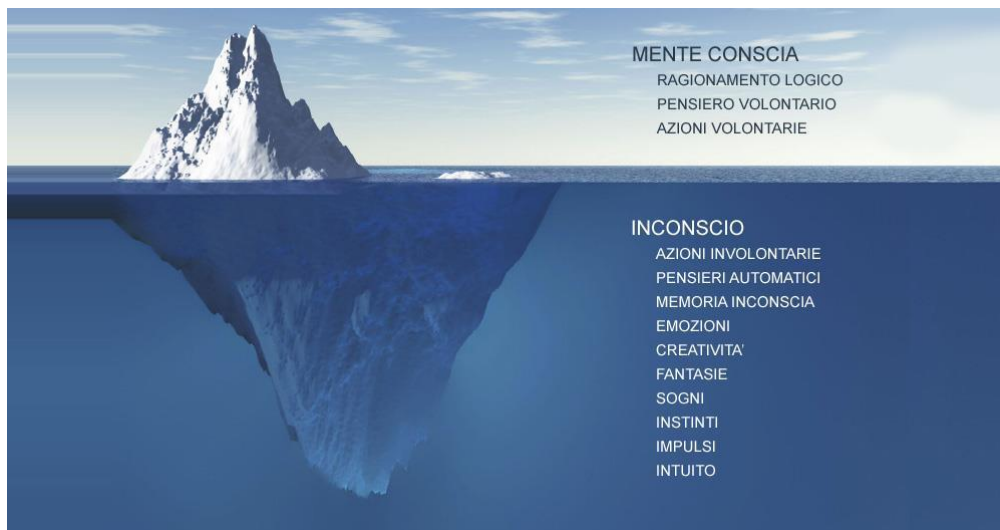 MENTE CONSCIA
RAGIONAMENTO LOGICO
PENSIERO VOLONTARIO
AZIONI VOLONTARIE
INCONSCIO
AZIONI INVOLONTARIE
PENSIERI AUTOMATICI
MEMORIA INCONSCIA
EMOZIONI
CREATIVITA'
FANTASIE
SOGNI
INSTINTI
IMPULSI
INTUITO